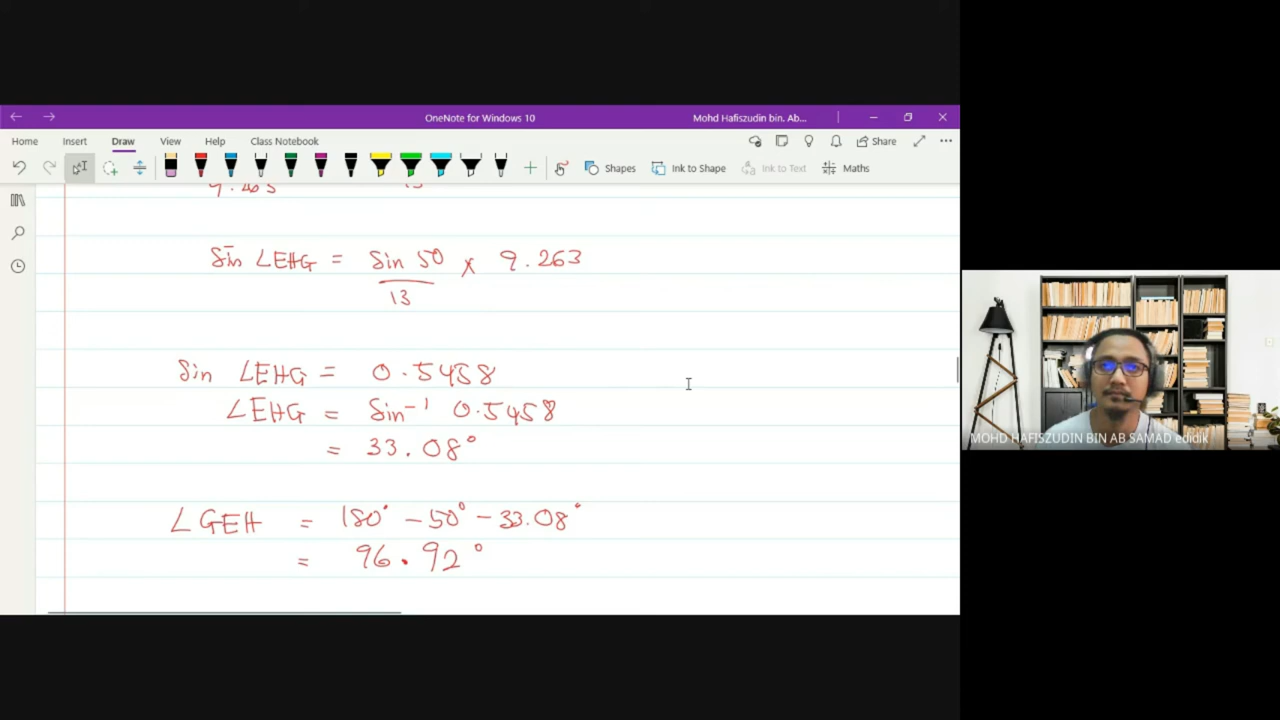 OneNote for Windows 10
Mohd Hafiszudin bin. Ab...
Home Insert Draw View Help Class Notebook
Share
Shapes Ink to Shape Ink to Text Maths
9.263
sin ∠EHG = sin 50 × 9.263
13
sin ∠EHG = 0.5458
∠EHG = sin⁻¹ 0.5458
= 33.08°
∠GEH = 180° - 50° - 33.08°
= 96.92°
MOHD HAFISZUDIN BIN AB SAMAD edidik